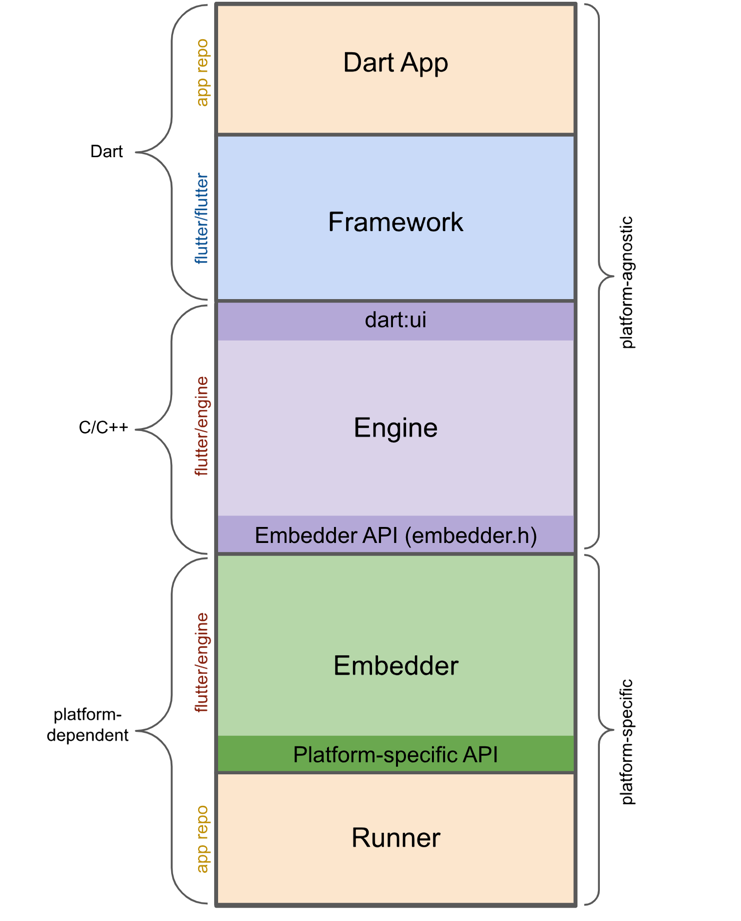 app repo
Dart App
Dart
flutter/flutter
Framework
platform-agnostic
dart:ui
C/C++
flutter/engine
Engine
Embedder API (embedder.h)
flutter/engine
Embedder
platform-
dependent
platform-specific
Platform-specific API
app repo
Runner